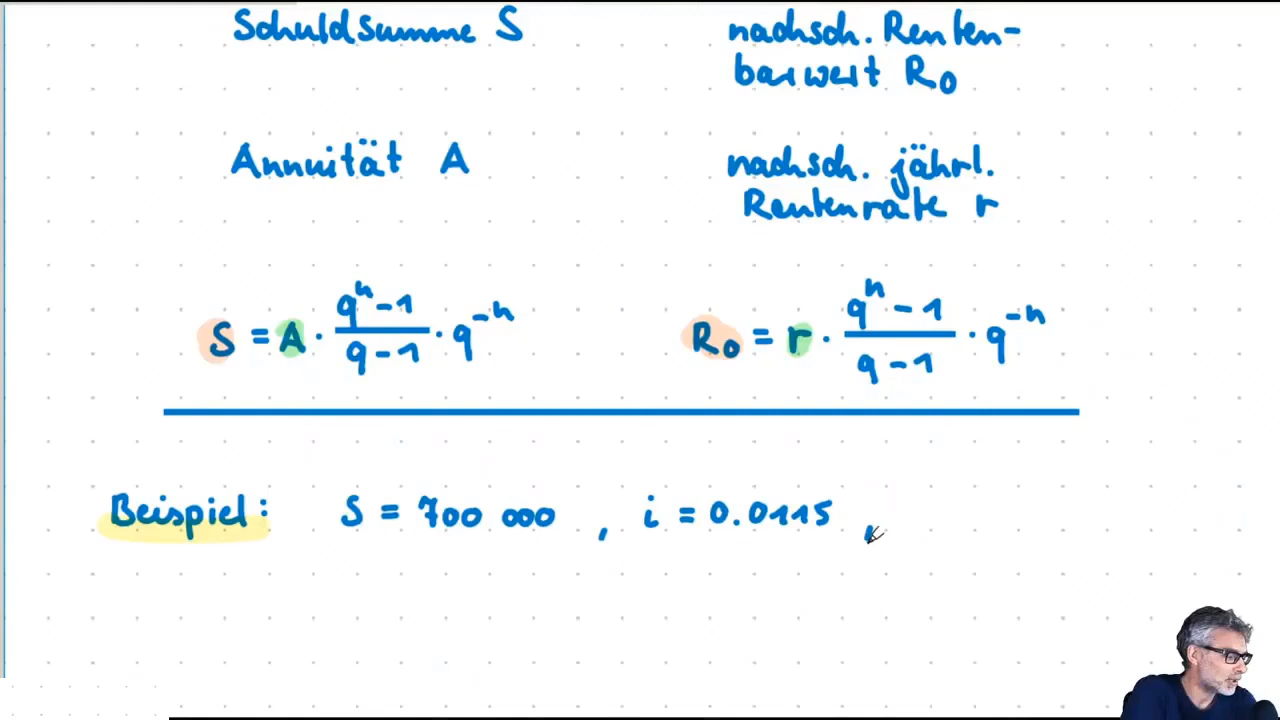 Schuldsumme S
nachsch. Renten-
barwert R₀
Annuität A
nachsch. jährl.
Rentenrate r
S = A · (qⁿ - 1)/(q - 1) · q⁻ⁿ
R₀ = r · (qⁿ - 1)/(q - 1) · q⁻ⁿ
Beispiel: S = 700 000 , i = 0.0115 ,